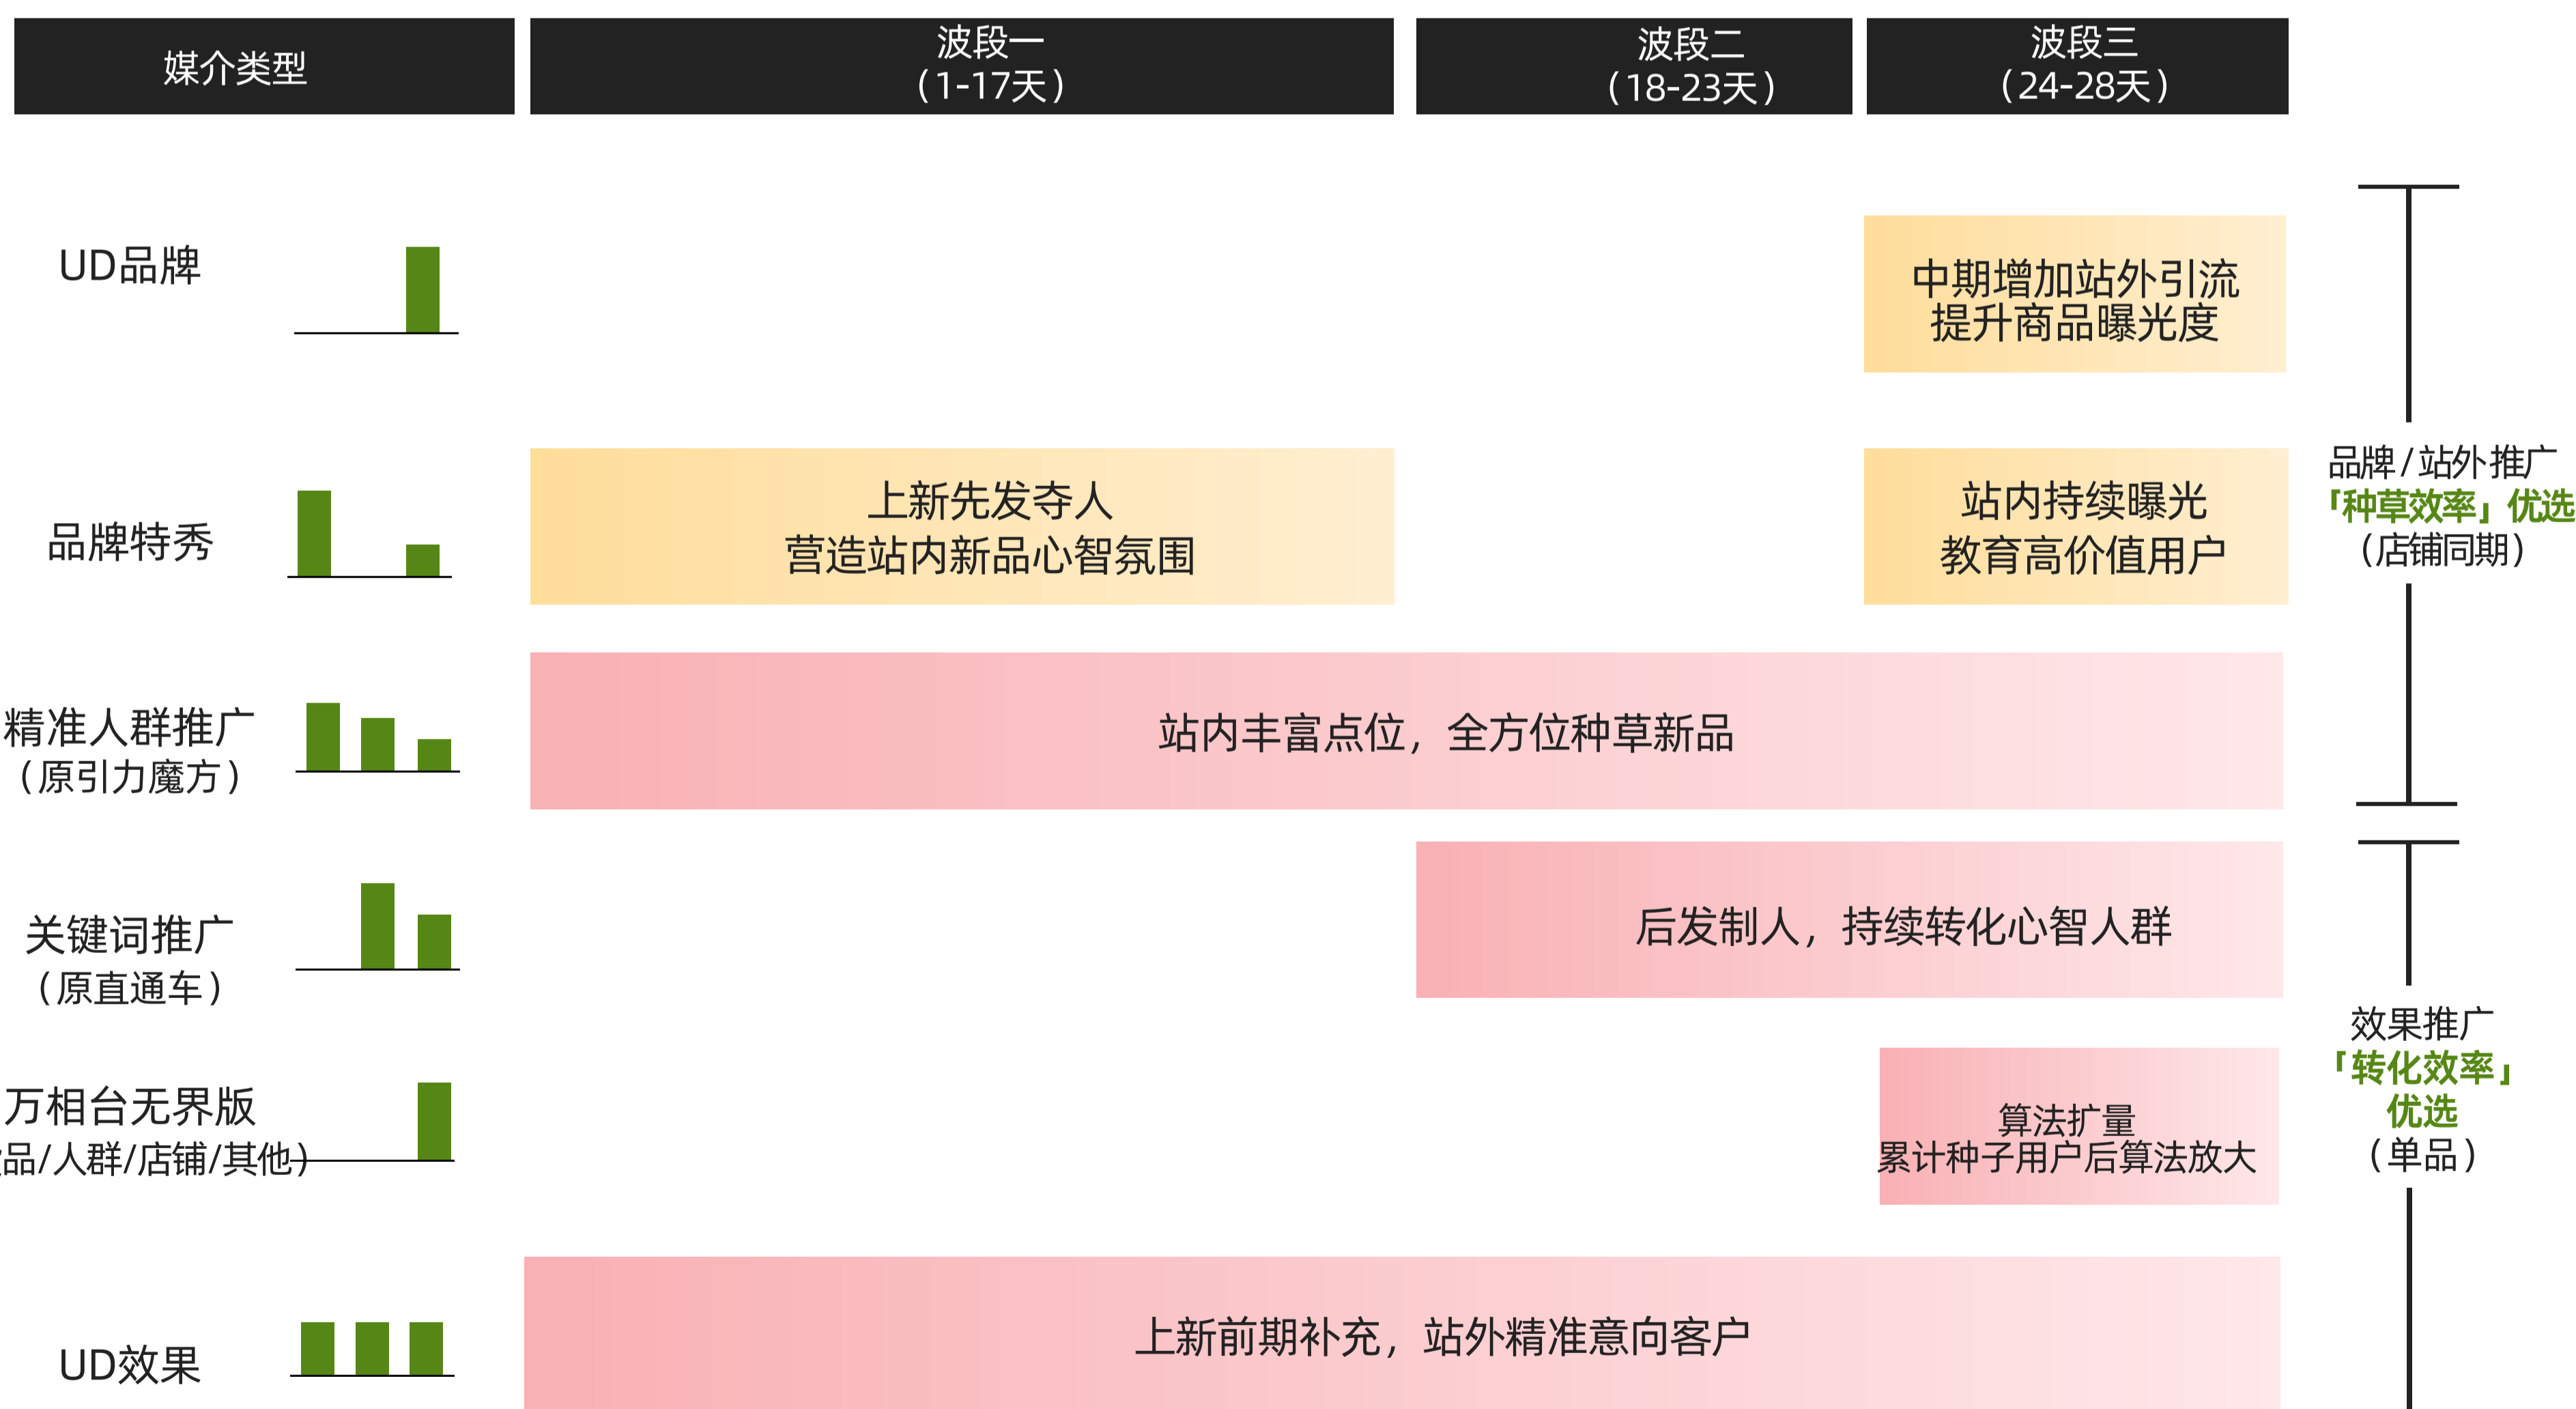 媒介类型
波段一
（1-17天）
波段二
（18-23天）
波段三
（24-28天）
UD品牌
中期增加站外引流
提升商品曝光度
品牌特秀
上新先发夺人
营造站内新品心智氛围
站内持续曝光
教育高价值用户
品牌/站外推广
「种草效率」优选
（店铺同期）
精准人群推广
（原引力魔方）
站内丰富点位，全方位种草新品
关键词推广
（原直通车）
后发制人，持续转化心智人群
万相台无界版
品/人群/店铺/其他）
算法扩量
累计种子用户后算法放大
效果推广
「转化效率」
优选
（单品）
UD效果
上新前期补充，站外精准意向客户